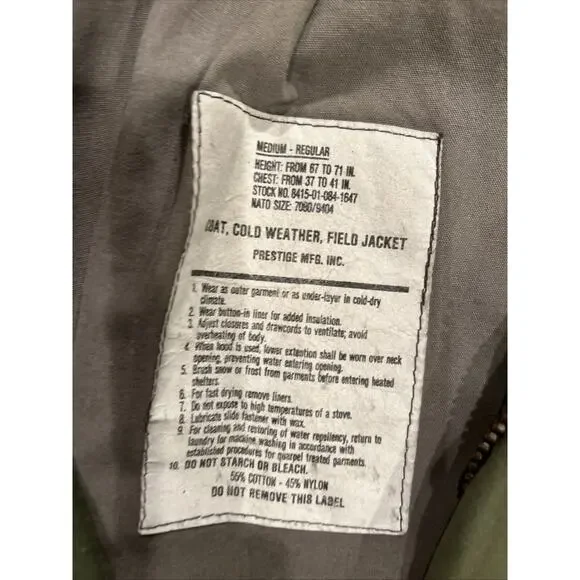 MEDIUM - REGULAR
HEIGHT: FROM 67 TO 71 IN.
CHEST: FROM 37 TO 41 IN.
STOCK NO. 8415-01-084-1647
NATO SIZE: 7080/9404
COAT, COLD WEATHER, FIELD JACKET
PRESTIGE MFG. INC.
1. Wear as outer garment or as under-layer in cold-dry
climate.
2. Wear button-in liner for added insulation.
3. Adjust closures and drawcords to ventilate; avoid
overheating of body.
4. When hood is used, lower extention shall be worn over neck
opening, preventing water entering opening.
5. Brush snow or frost from garments before entering heated
shelters.
6. For fast drying remove liners.
7. Do not expose to high temperatures of a stove.
8. Lubricate slide fastener with wax.
9. For cleaning and restoring of water repellency, return to
laundry for machine washing in accordance with
established procedures for quarpel treated garments.
10. DO NOT STARCH OR BLEACH.
55% COTTON - 45% NYLON
DO NOT REMOVE THIS LABEL